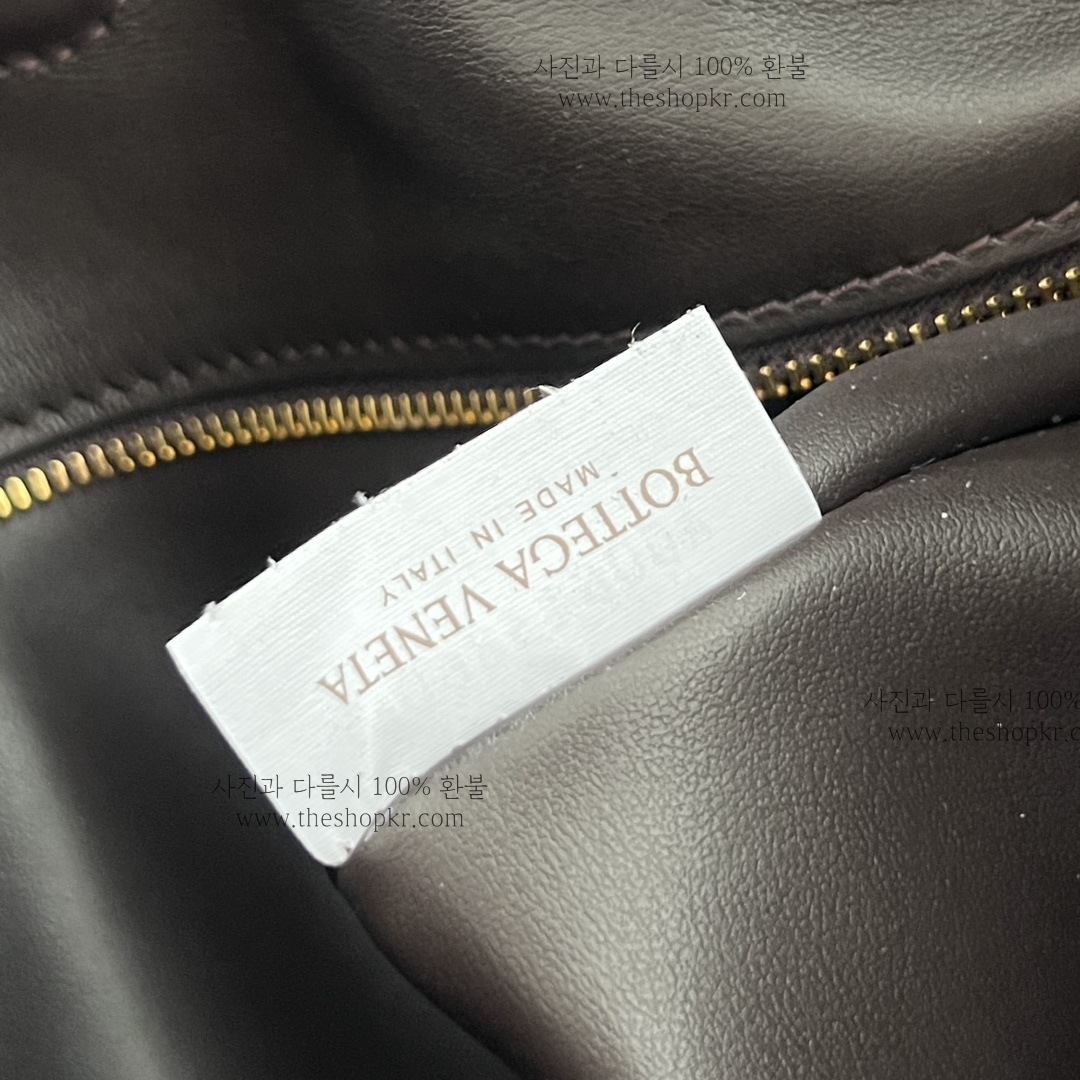 사진과 다를시 100% 환불
www.theshopkr.com
BOTTEGA VENETA
MADE IN ITALY
사진과 다를시 100%
www.theshopkr.co
사진과 다를시 100% 환불
www.theshopkr.com